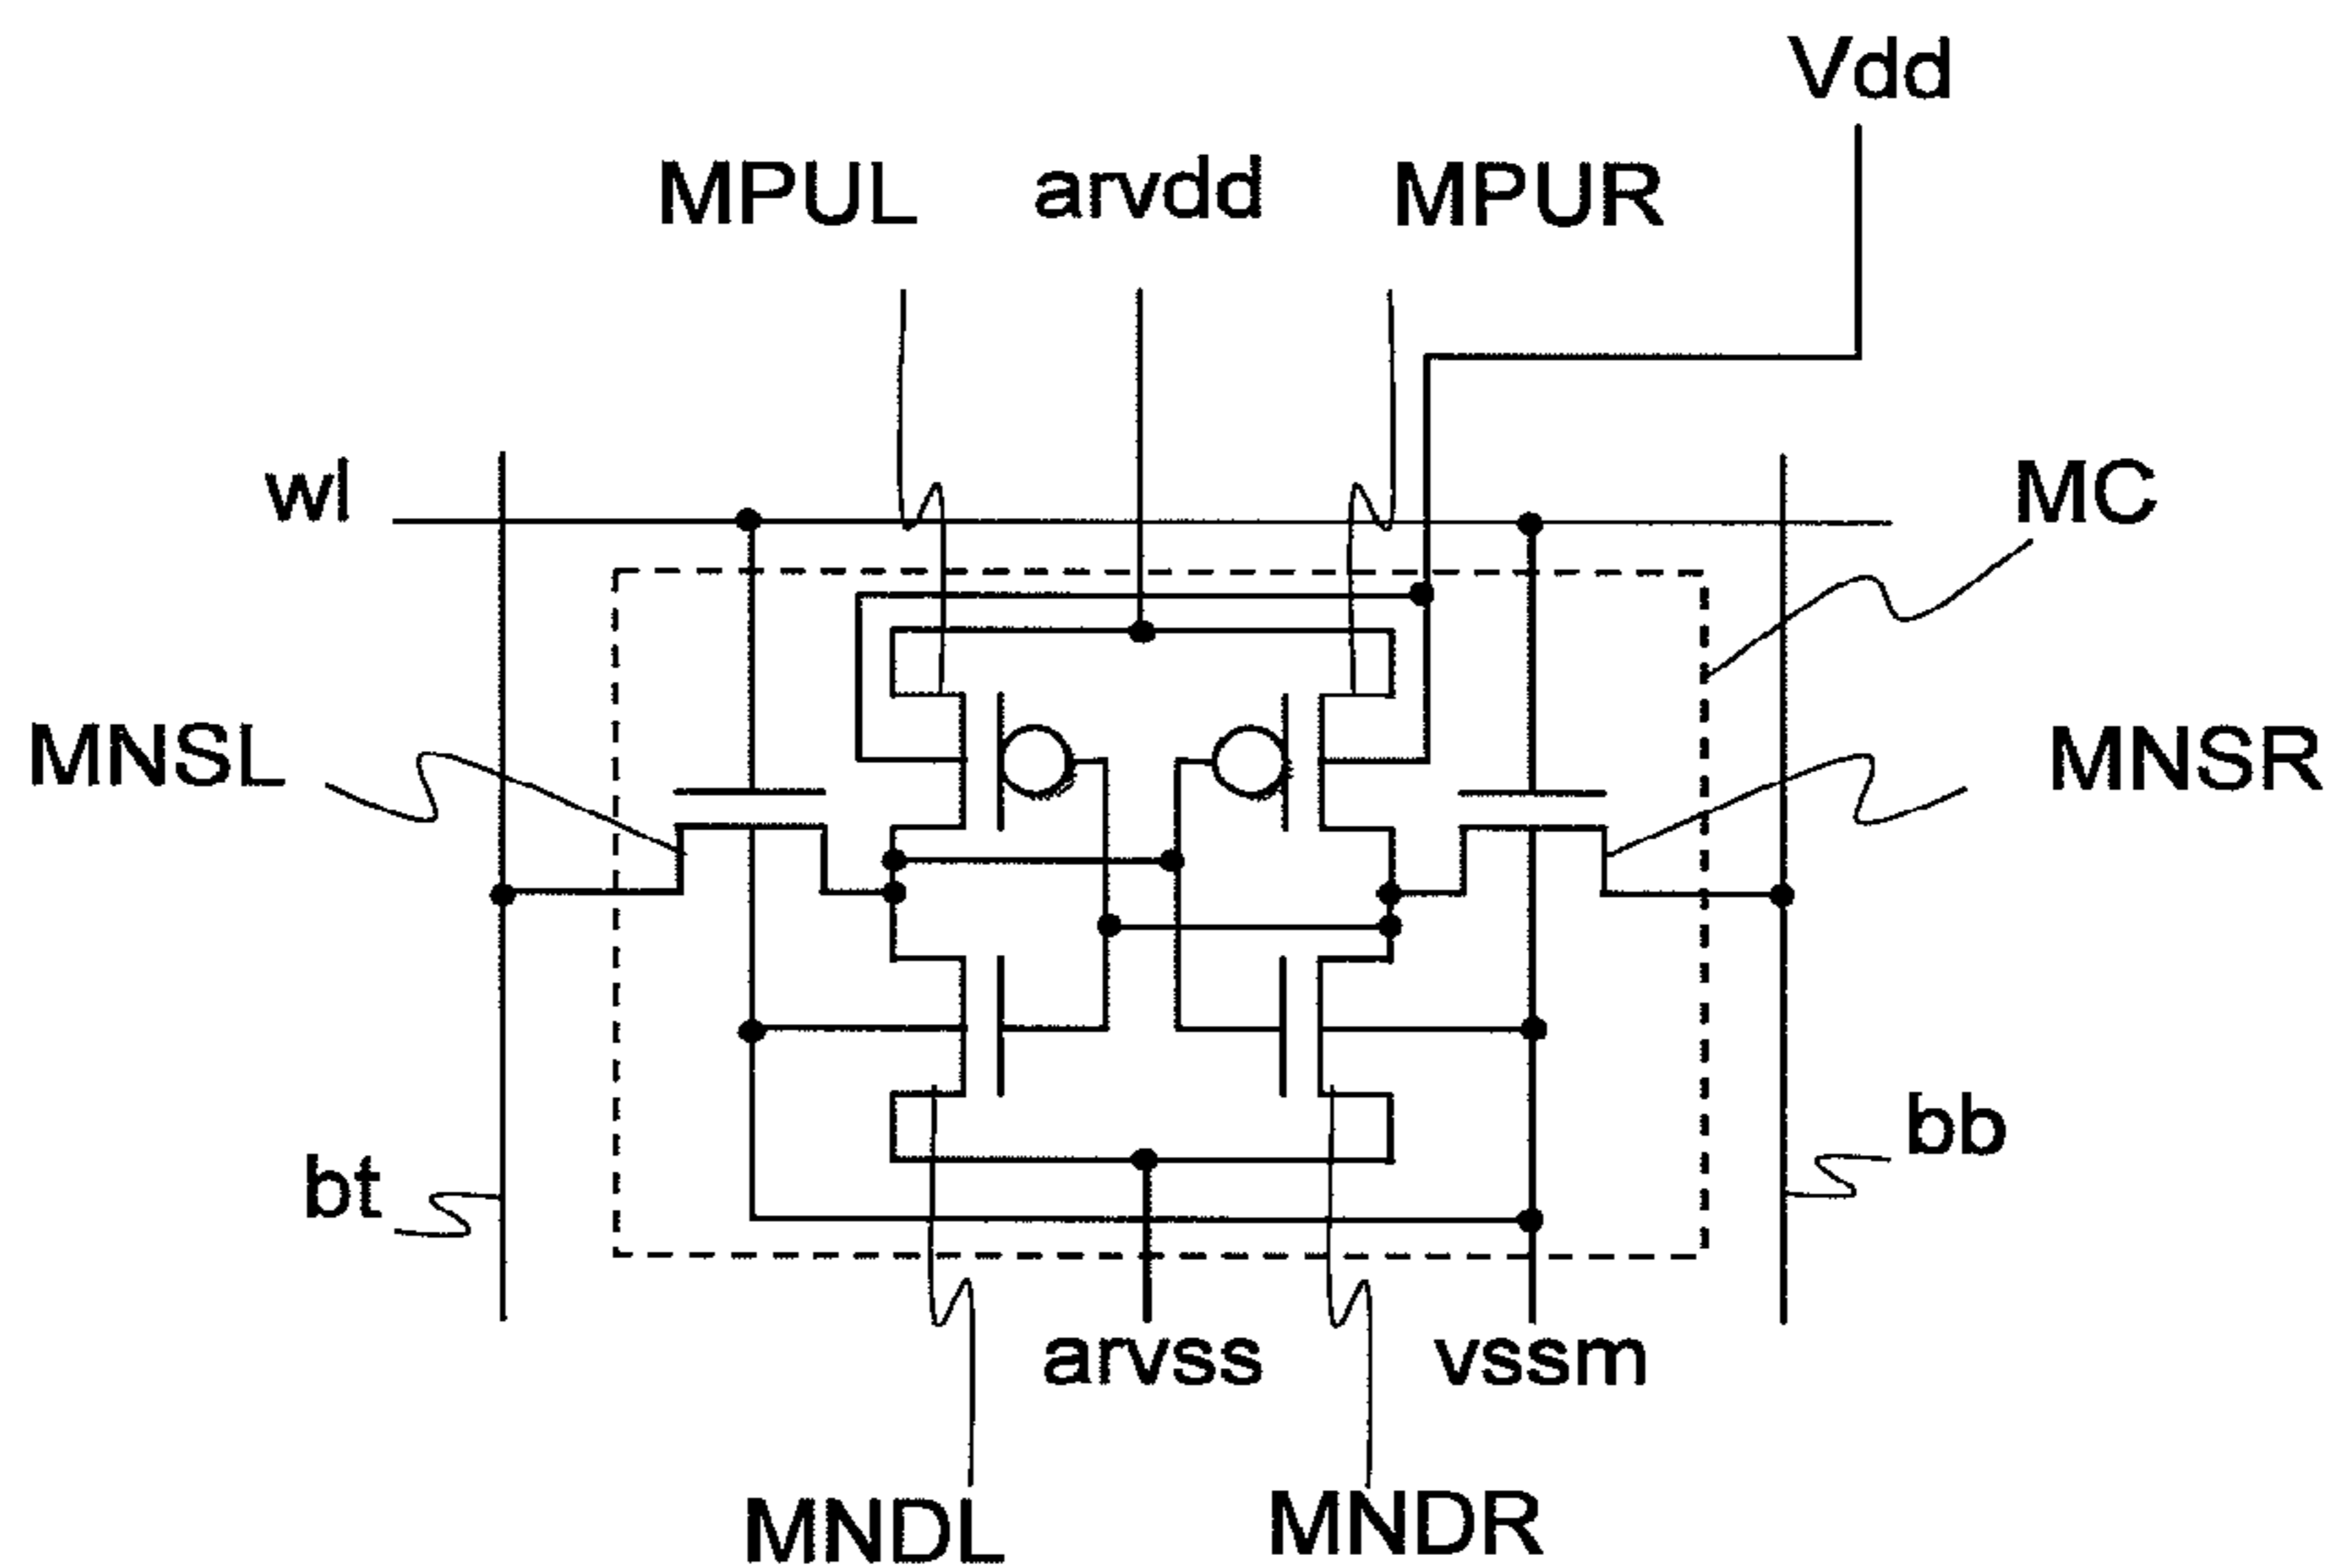 Vdd
MPUL arvdd MPUR
wl
MC
MNSL
MNSR
bb
bt
arvss vssm
MNDL MNDR